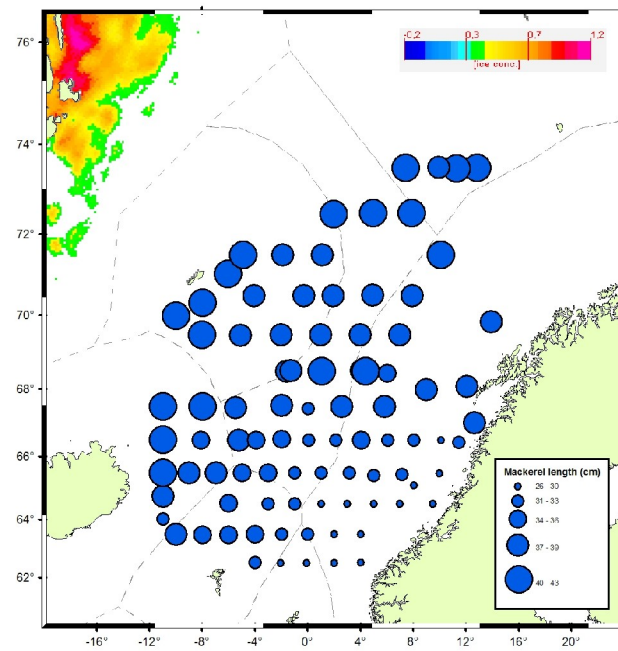 76°
74°
72°
70°
68°
66°
64°
62°
-0,2 0,3 0,7 1,2
[Ice conc.]
Mackerel length (cm)
26 - 30
31 - 33
34 - 36
37 - 39
40 - 43
-16° -12° -8° -4° 0° 4° 8° 12° 16° 20°